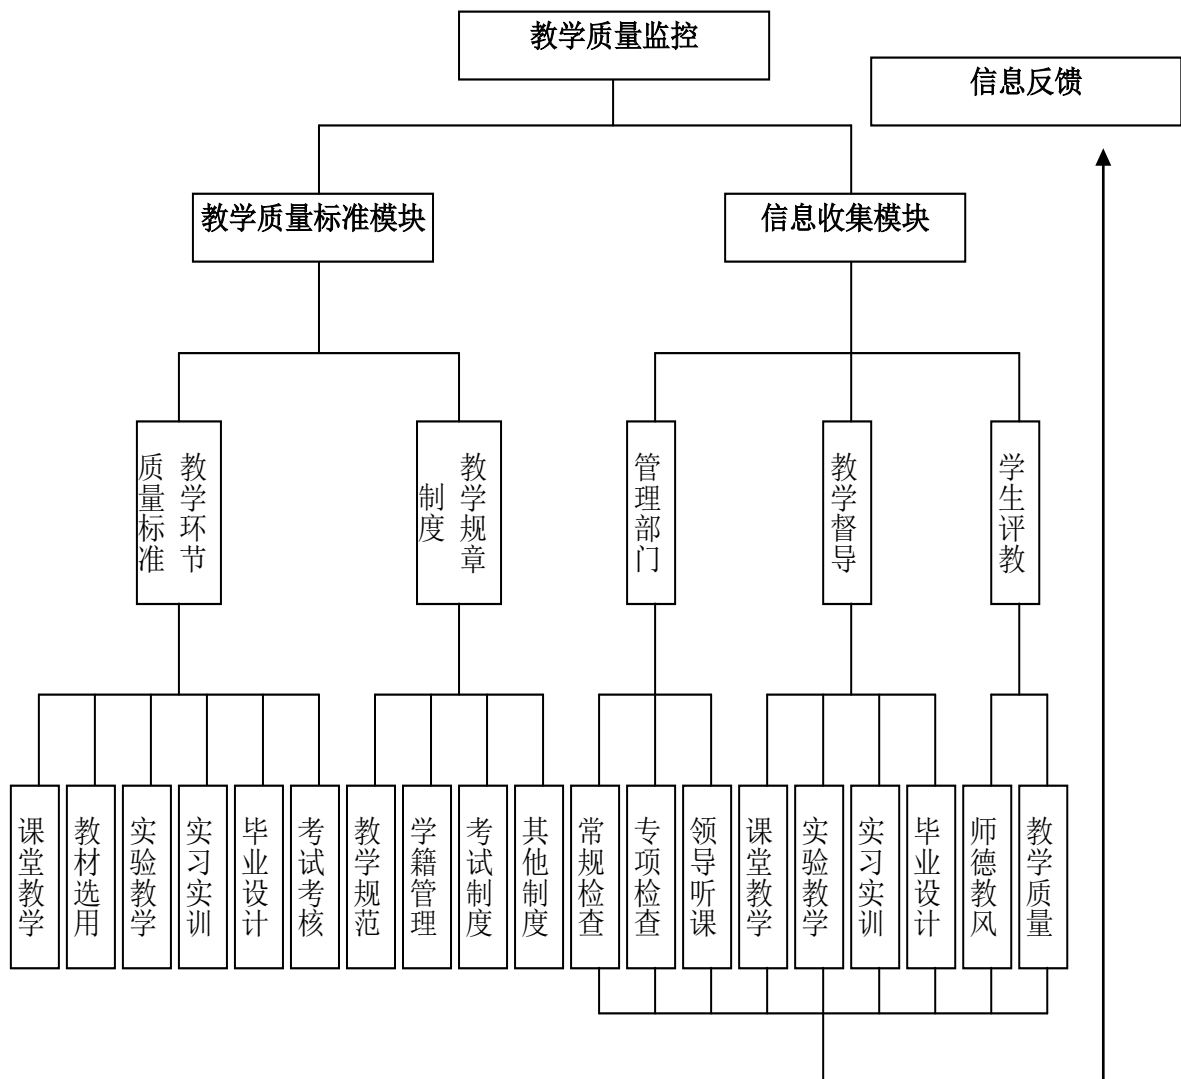 教学质量监控
信息反馈
教学质量标准模块
信息收集模块
教学环节
质量标准
教学规章
制度
管理部门
教学督导
学生评教
课堂教学
教材选用
实验教学
实习实训
毕业设计
考试考核
教学规范
学籍管理
考试制度
其他制度
常规检查
专项检查
领导听课
课堂教学
实验教学
实习实训
毕业设计
师德教风
教学质量